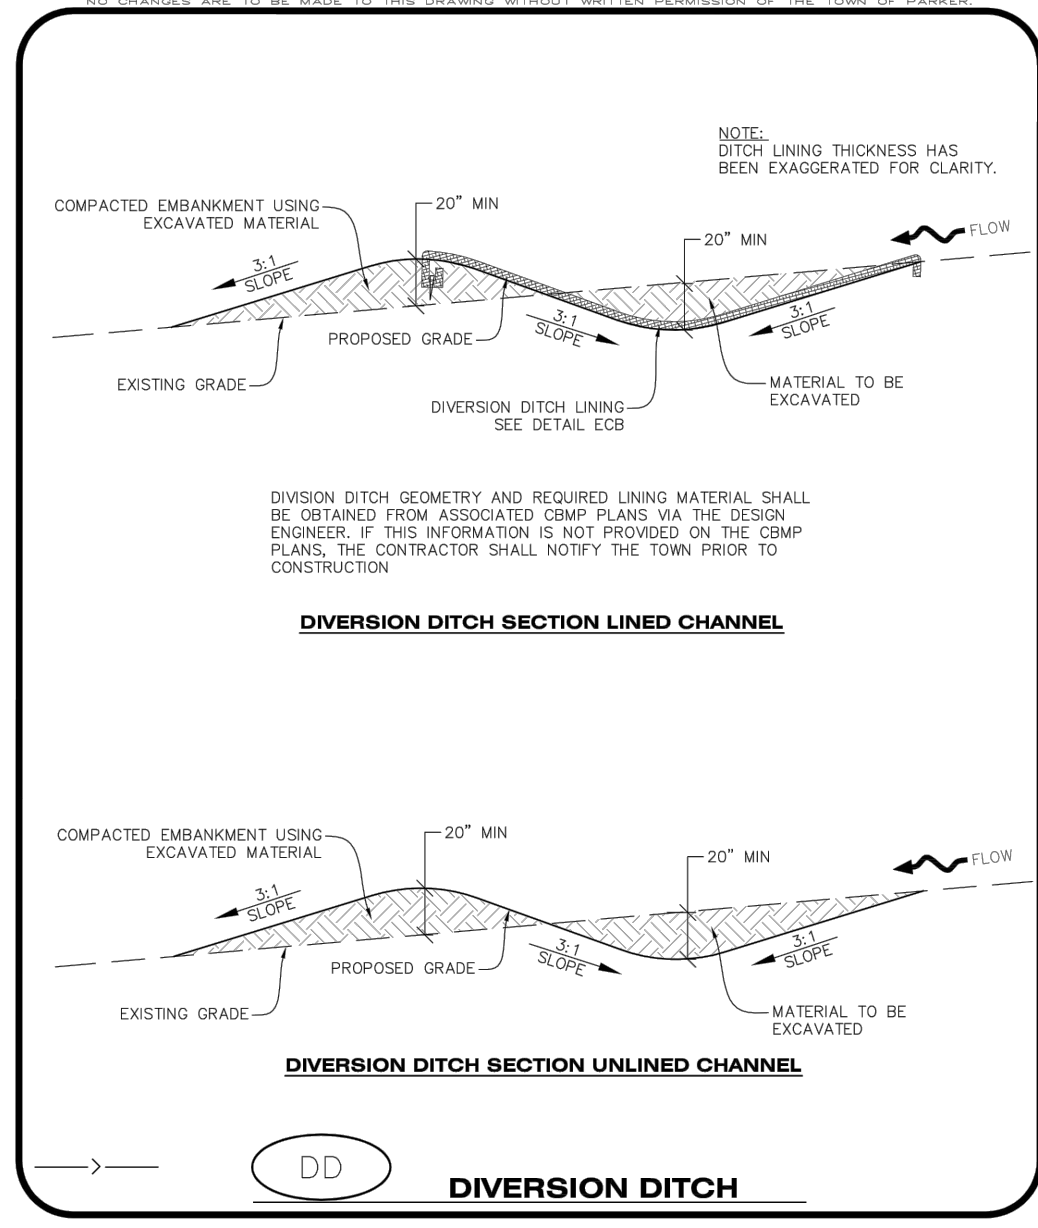 NO CHANGES ARE TO BE MADE TO THIS DRAWING WITHOUT WRITTEN PERMISSION OF THE TOWN OF PARKER.
NOTE:
DITCH LINING THICKNESS HAS
BEEN EXAGGERATED FOR CLARITY.
COMPACTED EMBANKMENT USING
EXCAVATED MATERIAL
20" MIN
20" MIN
FLOW
3:1
SLOPE
PROPOSED GRADE
3:1
SLOPE
3:1
SLOPE
EXISTING GRADE
DIVERSION DITCH LINING
SEE DETAIL ECB
MATERIAL TO BE
EXCAVATED
DIVISION DITCH GEOMETRY AND REQUIRED LINING MATERIAL SHALL
BE OBTAINED FROM ASSOCIATED CBMP PLANS VIA THE DESIGN
ENGINEER. IF THIS INFORMATION IS NOT PROVIDED ON THE CBMP
PLANS, THE CONTRACTOR SHALL NOTIFY THE TOWN PRIOR TO
CONSTRUCTION
DIVERSION DITCH SECTION LINED CHANNEL
COMPACTED EMBANKMENT USING
EXCAVATED MATERIAL
20" MIN
20" MIN
FLOW
3:1
SLOPE
PROPOSED GRADE
3:1
SLOPE
3:1
SLOPE
EXISTING GRADE
MATERIAL TO BE
EXCAVATED
DIVERSION DITCH SECTION UNLINED CHANNEL
DD
DIVERSION DITCH